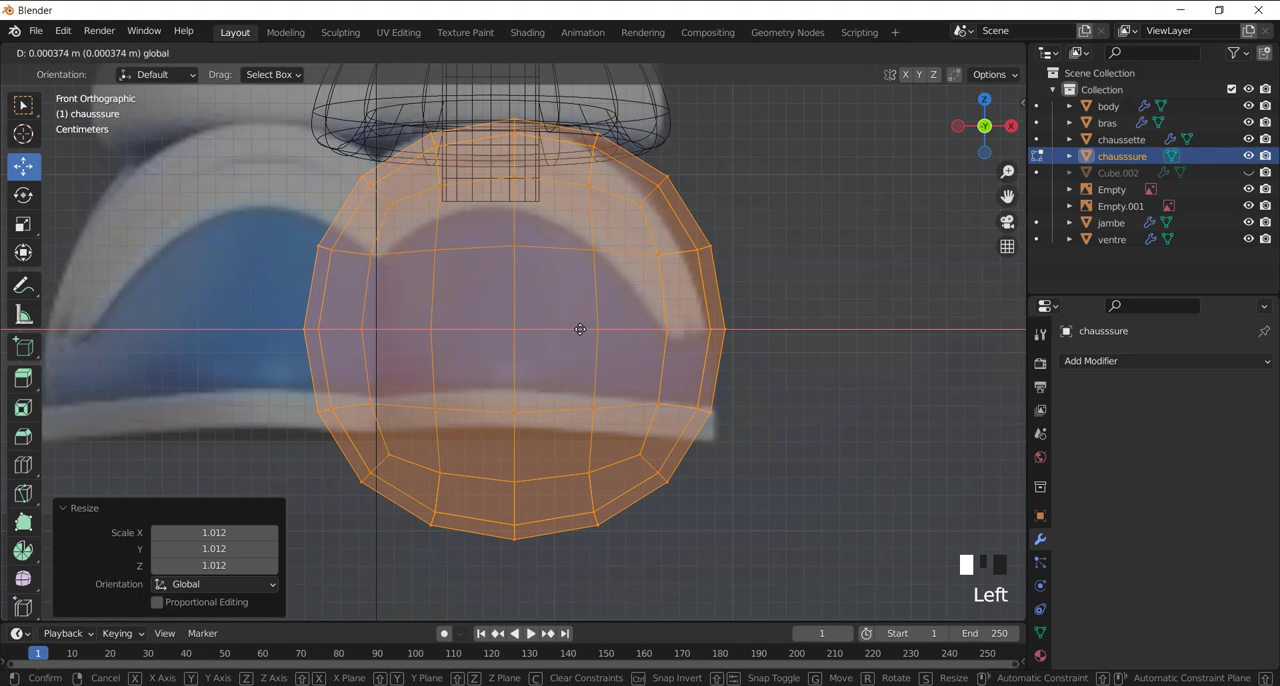 Blender
File Edit Render Window Help
Layout Modeling Sculpting UV Editing Texture Paint Shading Animation Rendering Compositing Geometry Nodes Scripting +
Scene
ViewLayer
D: 0.000374 m (0.000374 m) global
Orientation: Default Drag: Select Box
X Y Z Options
Front Orthographic
(1) chausssure
Centimeters
Z
X
-Y
Scene Collection
Collection
body
bras
chaussette
chausssure
Cube.002
Empty
Empty.001
jambe
ventre
chausssure
Add Modifier
Resize
Scale X 1.012
Y 1.012
Z 1.012
Orientation Global
Proportional Editing
Left
Playback Keying View Marker
1 Start 1 End 250
1 10 20 30 40 50 60 70 80 90 100 110 120 130 140 150 160 170 180 190 200 210 220 230 240 250
Confirm Cancel X X Axis Y Y Axis Z Z Axis X X Plane Y Y Plane Z Z Plane C Clear Constraints Ctrl Snap Invert Snap Toggle G Move R Rotate S Resize Automatic Constraint Automatic Constraint Plane